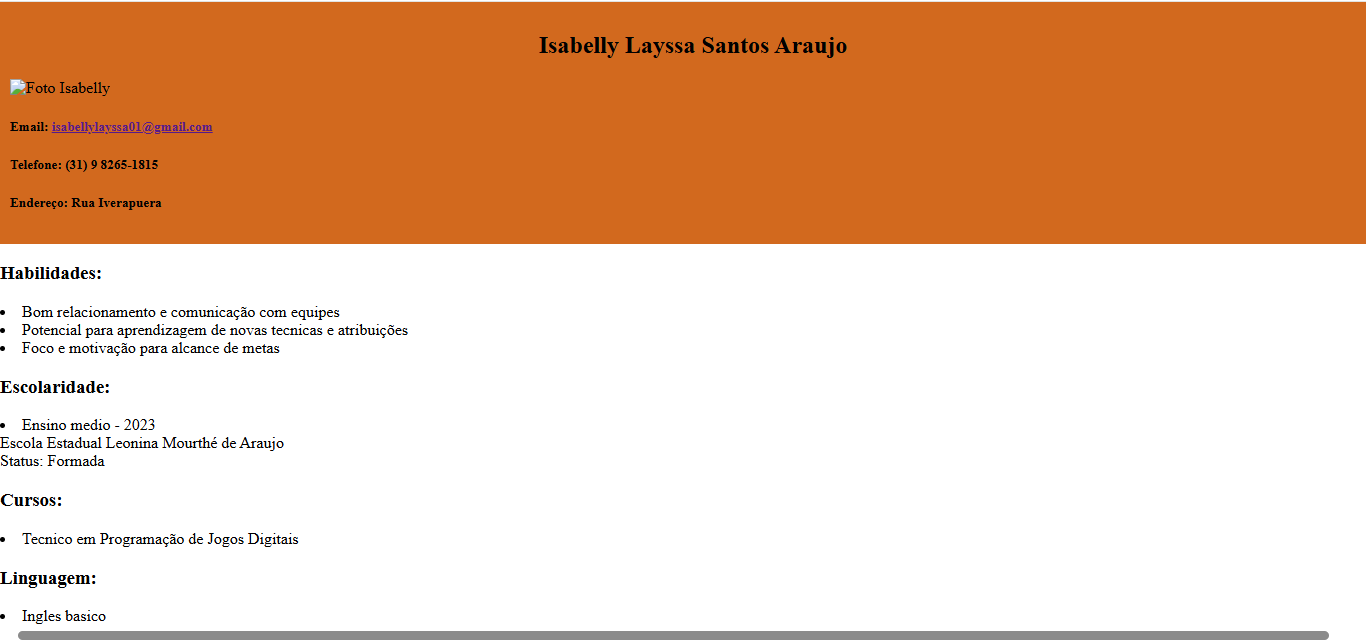 Isabelly Layssa Santos Araujo
Foto Isabelly
Email: isabellylayssa01@gmail.com
Telefone: (31) 9 8265-1815
Endereço: Rua Iverapuera
Habilidades:
Bom relacionamento e comunicação com equipes
Potencial para aprendizagem de novas tecnicas e atribuições
Foco e motivação para alcance de metas
Escolaridade:
Ensino medio - 2023
Escola Estadual Leonina Mourthé de Araujo
Status: Formada
Cursos:
Tecnico em Programação de Jogos Digitais
Linguagem:
Ingles basico